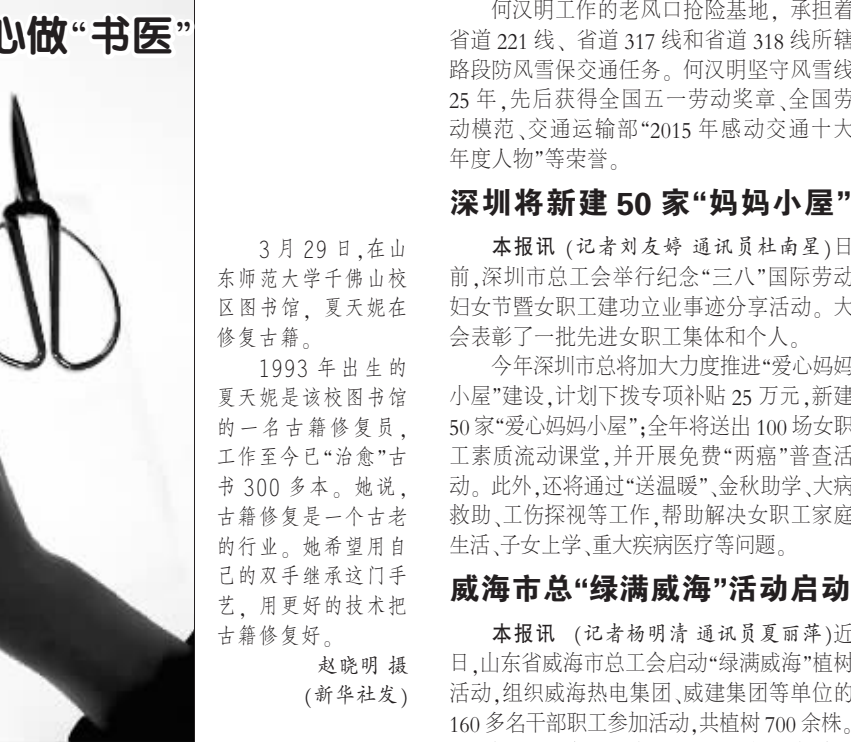 心做“书医”
3月29日,在山
东师范大学千佛山校
区图书馆，夏天妮在
修复古籍。
1993年出生的
夏天妮是该校图书馆
的一名古籍修复员，
工作至今已“治愈”古
书300多本。她说，
古籍修复是一个古老
的行业。她希望用自
己的双手继承这门手
艺，用更好的技术把
古籍修复好。
赵晓明 摄
(新华社发)
何汉明工作的老风口抢险基地，承担着
省道221线、省道317线和省道318线所辖
路段防风雪保交通任务。何汉明坚守风雪线
25年,先后获得全国五一劳动奖章、全国劳
动模范、交通运输部“2015年感动交通十大
年度人物”等荣誉。
深圳将新建50家“妈妈小屋”
本报讯 (记者刘友婷 通讯员杜南星)日
前,深圳市总工会举行纪念“三八”国际劳动
妇女节暨女职工建功立业事迹分享活动。大
会表彰了一批先进女职工集体和个人。
今年深圳市总将加大力度推进“爱心妈妈
小屋”建设,计划下拨专项补贴25万元,新建
50家“爱心妈妈小屋”;全年将送出100场女职
工素质流动课堂,并开展免费“两癌”普查活
动。此外,还将通过“送温暖”、金秋助学、大病
救助、工伤探视等工作,帮助解决女职工家庭
生活、子女上学、重大疾病医疗等问题。
威海市总“绿满威海”活动启动
本报讯 (记者杨明清 通讯员夏丽萍)近
日,山东省威海市总工会启动“绿满威海”植树
活动,组织威海热电集团、威建集团等单位的
160多名干部职工参加活动,共植树700余株。